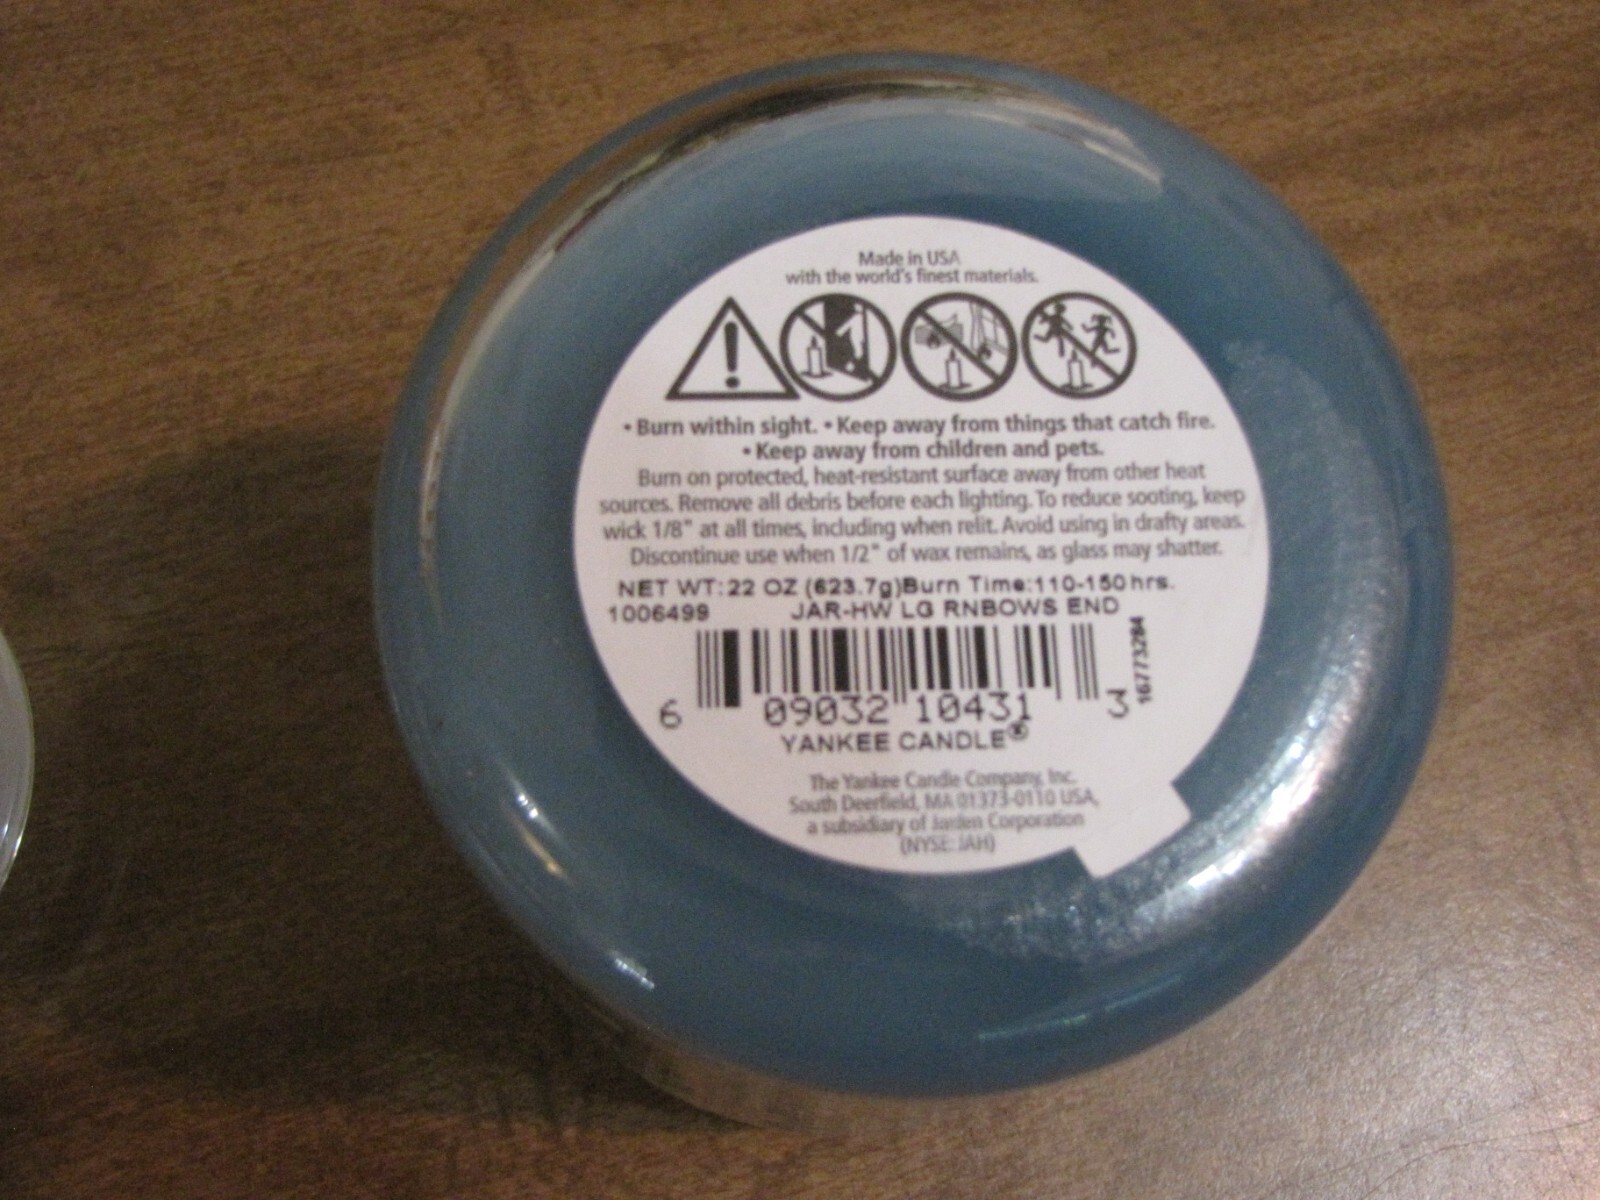 Made in USA
with the world's finest materials.
• Burn within sight. • Keep away from things that catch fire.
• Keep away from children and pets.
Burn on protected, heat-resistant surface away from other heat
sources. Remove all debris before each lighting. To reduce sooting, keep
wick 1/8" at all times, including when relit. Avoid using in drafty areas.
Discontinue use when 1/2" of wax remains, as glass may shatter.
NET WT:22 OZ (623.7g)Burn Time:110-150 hrs.
1006499 JAR-HW LG RNBOWS END
16773284
6 09032 10431 3
YANKEE CANDLE®
The Yankee Candle Company, Inc.
South Deerfield, MA 01373-0110 USA,
a subsidiary of Jarden Corporation
(NYSE: JAH)